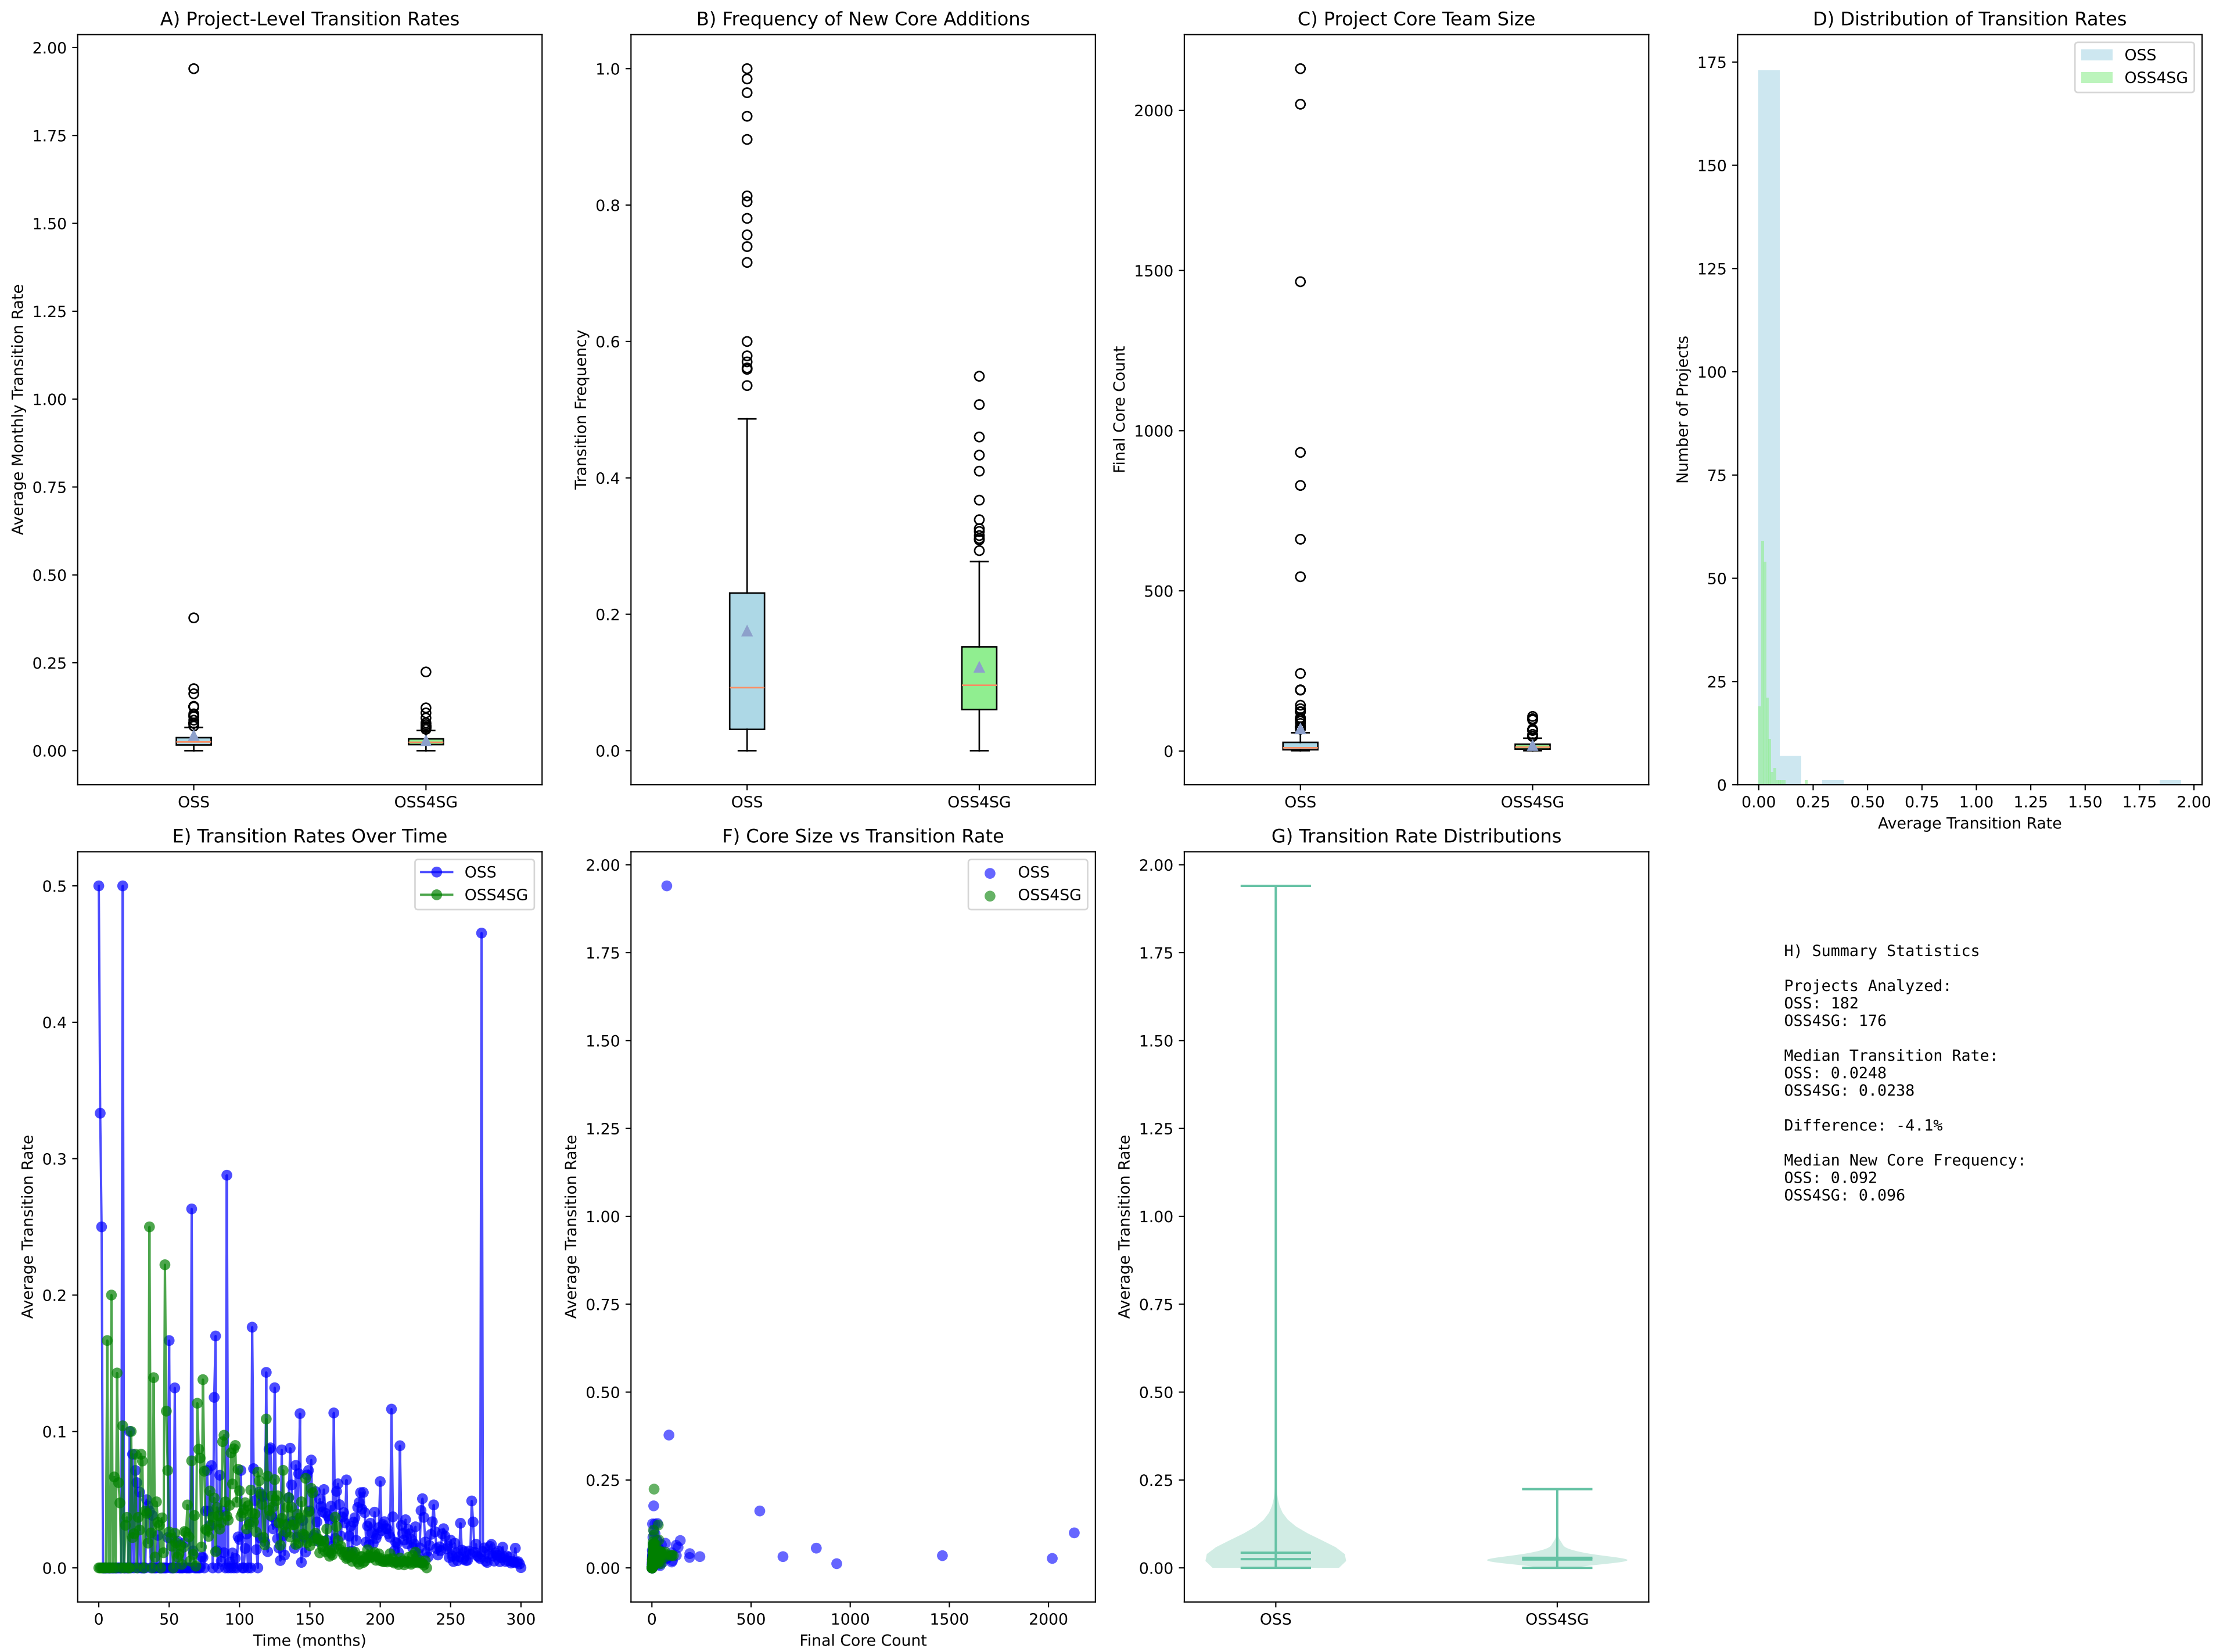 A) Project-Level Transition Rates
Average Monthly Transition Rate
2.00
1.75
1.50
1.25
1.00
0.75
0.50
0.25
0.00
OSS
OSS4SG
B) Frequency of New Core Additions
Transition Frequency
1.0
0.8
0.6
0.4
0.2
0.0
OSS
OSS4SG
C) Project Core Team Size
Final Core Count
2000
1500
1000
500
0
OSS
OSS4SG
D) Distribution of Transition Rates
OSS
OSS4SG
Number of Projects
175
150
125
100
75
50
25
0
0.00 0.25 0.50 0.75 1.00 1.25 1.50 1.75 2.00
Average Transition Rate
E) Transition Rates Over Time
OSS
OSS4SG
Average Transition Rate
0.5
0.4
0.3
0.2
0.1
0.0
0 50 100 150 200 250 300
Time (months)
F) Core Size vs Transition Rate
OSS
OSS4SG
Average Transition Rate
2.00
1.75
1.50
1.25
1.00
0.75
0.50
0.25
0.00
0 500 1000 1500 2000
Final Core Count
G) Transition Rate Distributions
Average Transition Rate
2.00
1.75
1.50
1.25
1.00
0.75
0.50
0.25
0.00
OSS
OSS4SG
H) Summary Statistics
Projects Analyzed:
OSS: 182
OSS4SG: 176
Median Transition Rate:
OSS: 0.0248
OSS4SG: 0.0238
Difference: -4.1%
Median New Core Frequency:
OSS: 0.092
OSS4SG: 0.096